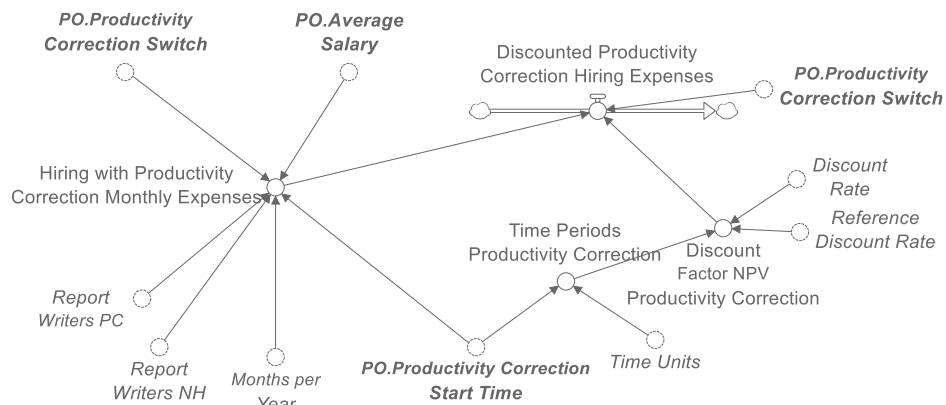 PO.Productivity
Correction Switch
PO.Average
Salary
Discounted Productivity
Correction Hiring Expenses
PO.Productivity
Correction Switch
Hiring with Productivity
Correction Monthly Expenses
Discount
Rate
Reference
Discount Rate
Time Periods
Productivity Correction
Discount
Factor NPV
Productivity Correction
Report
Writers PC
Report
Writers NH
Months per
Year
PO.Productivity Correction
Start Time
Time Units